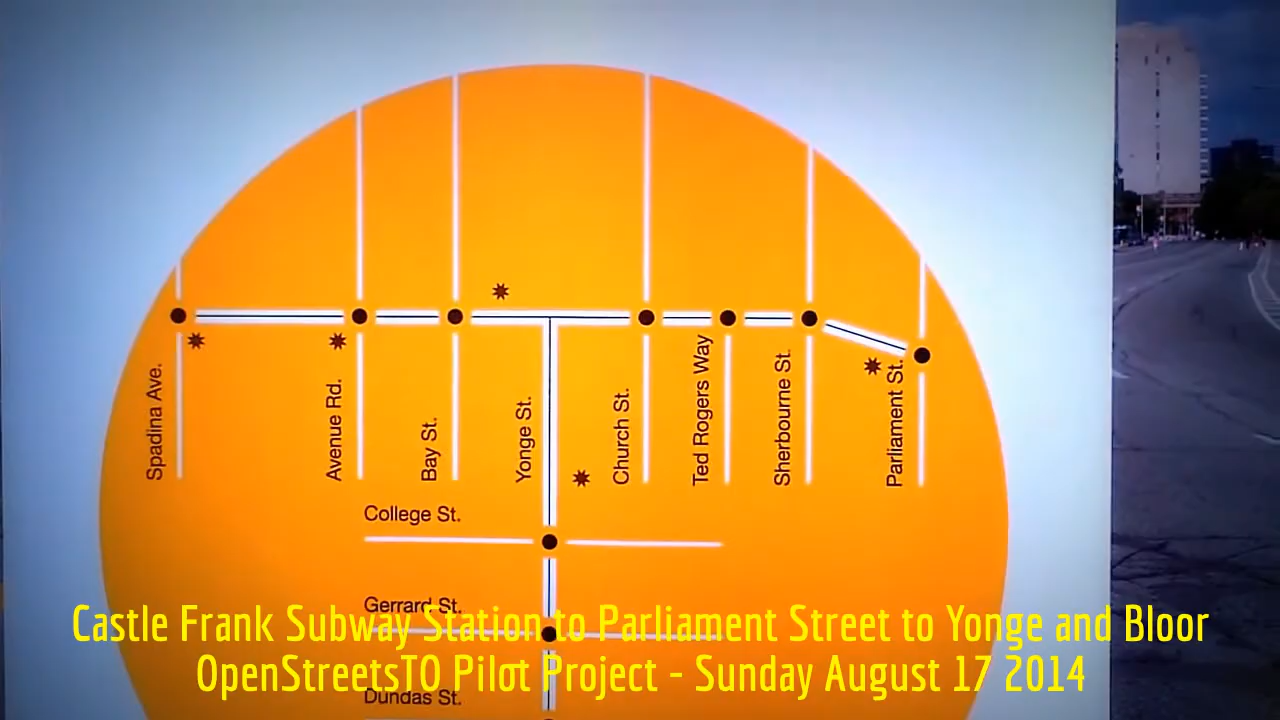 Spadina Ave.
Avenue Rd.
Bay St.
Yonge St.
Church St.
Ted Rogers Way
Sherbourne St.
Parliament St.
College St.
Gerrard St.
Dundas St.
Castle Frank Subway Station to Parliament Street to Yonge and Bloor
OpenStreetsTO Pilot Project - Sunday August 17 2014